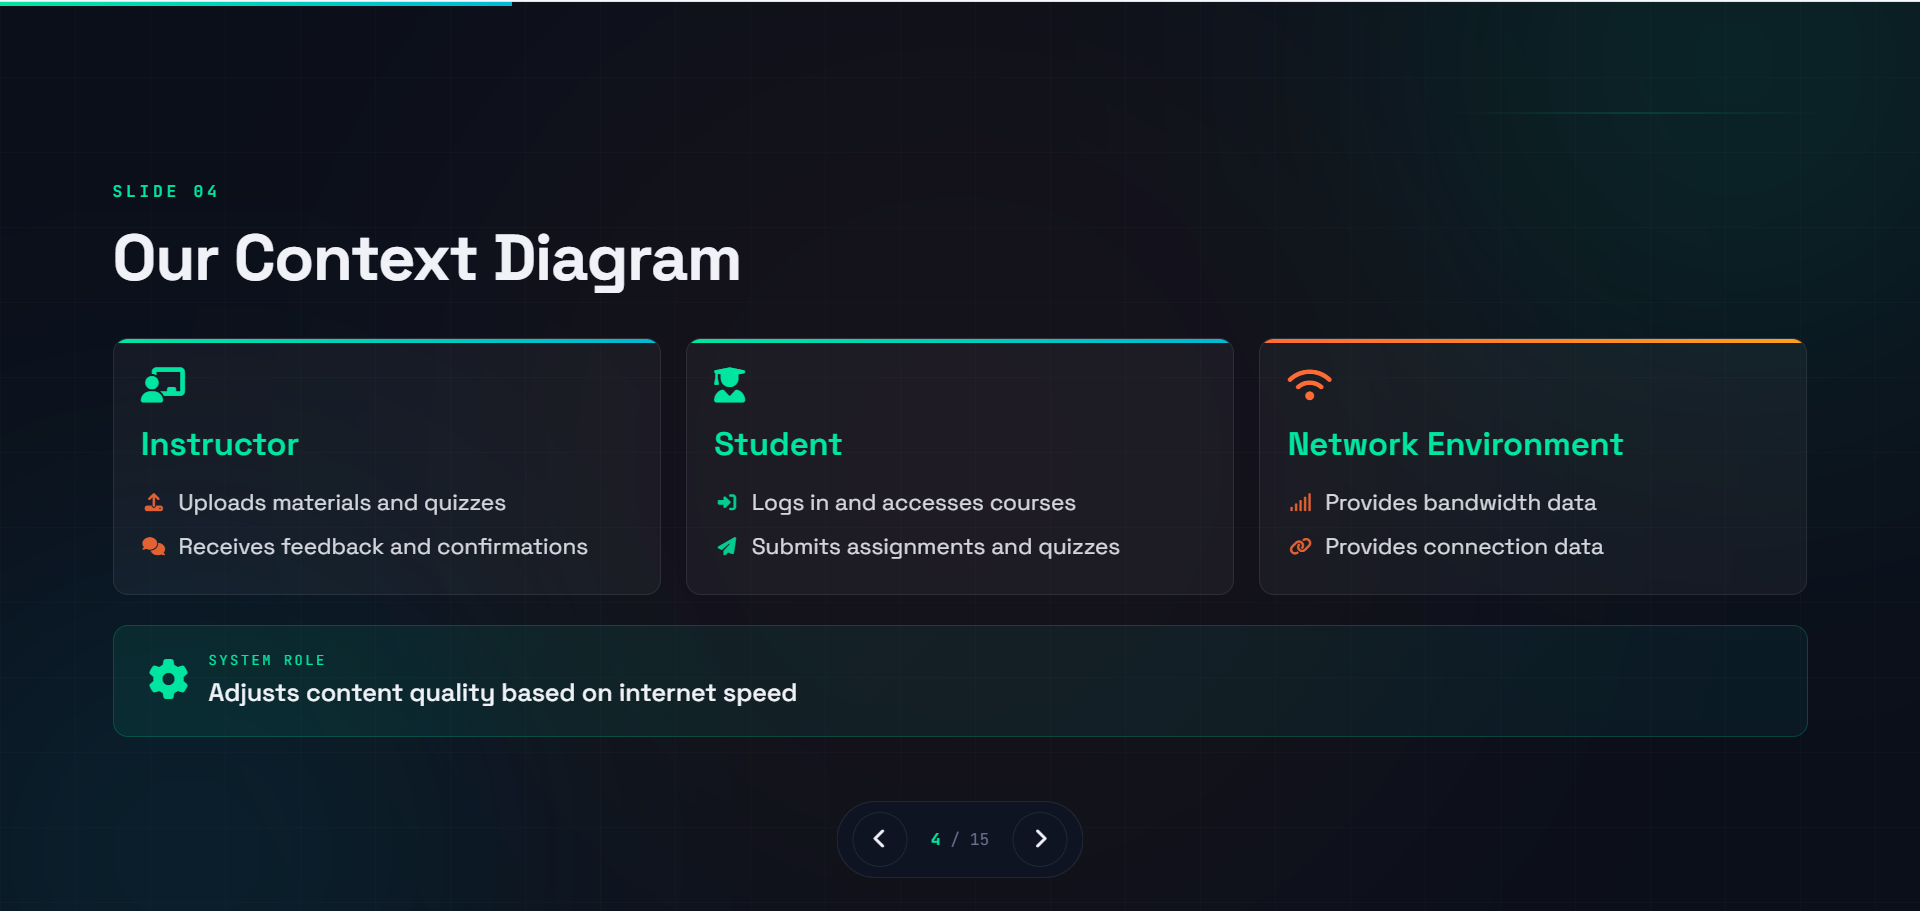 SLIDE 04
Our Context Diagram
Instructor
Uploads materials and quizzes
Receives feedback and confirmations
Student
Logs in and accesses courses
Submits assignments and quizzes
Network Environment
Provides bandwidth data
Provides connection data
SYSTEM ROLE
Adjusts content quality based on internet speed
4 / 15